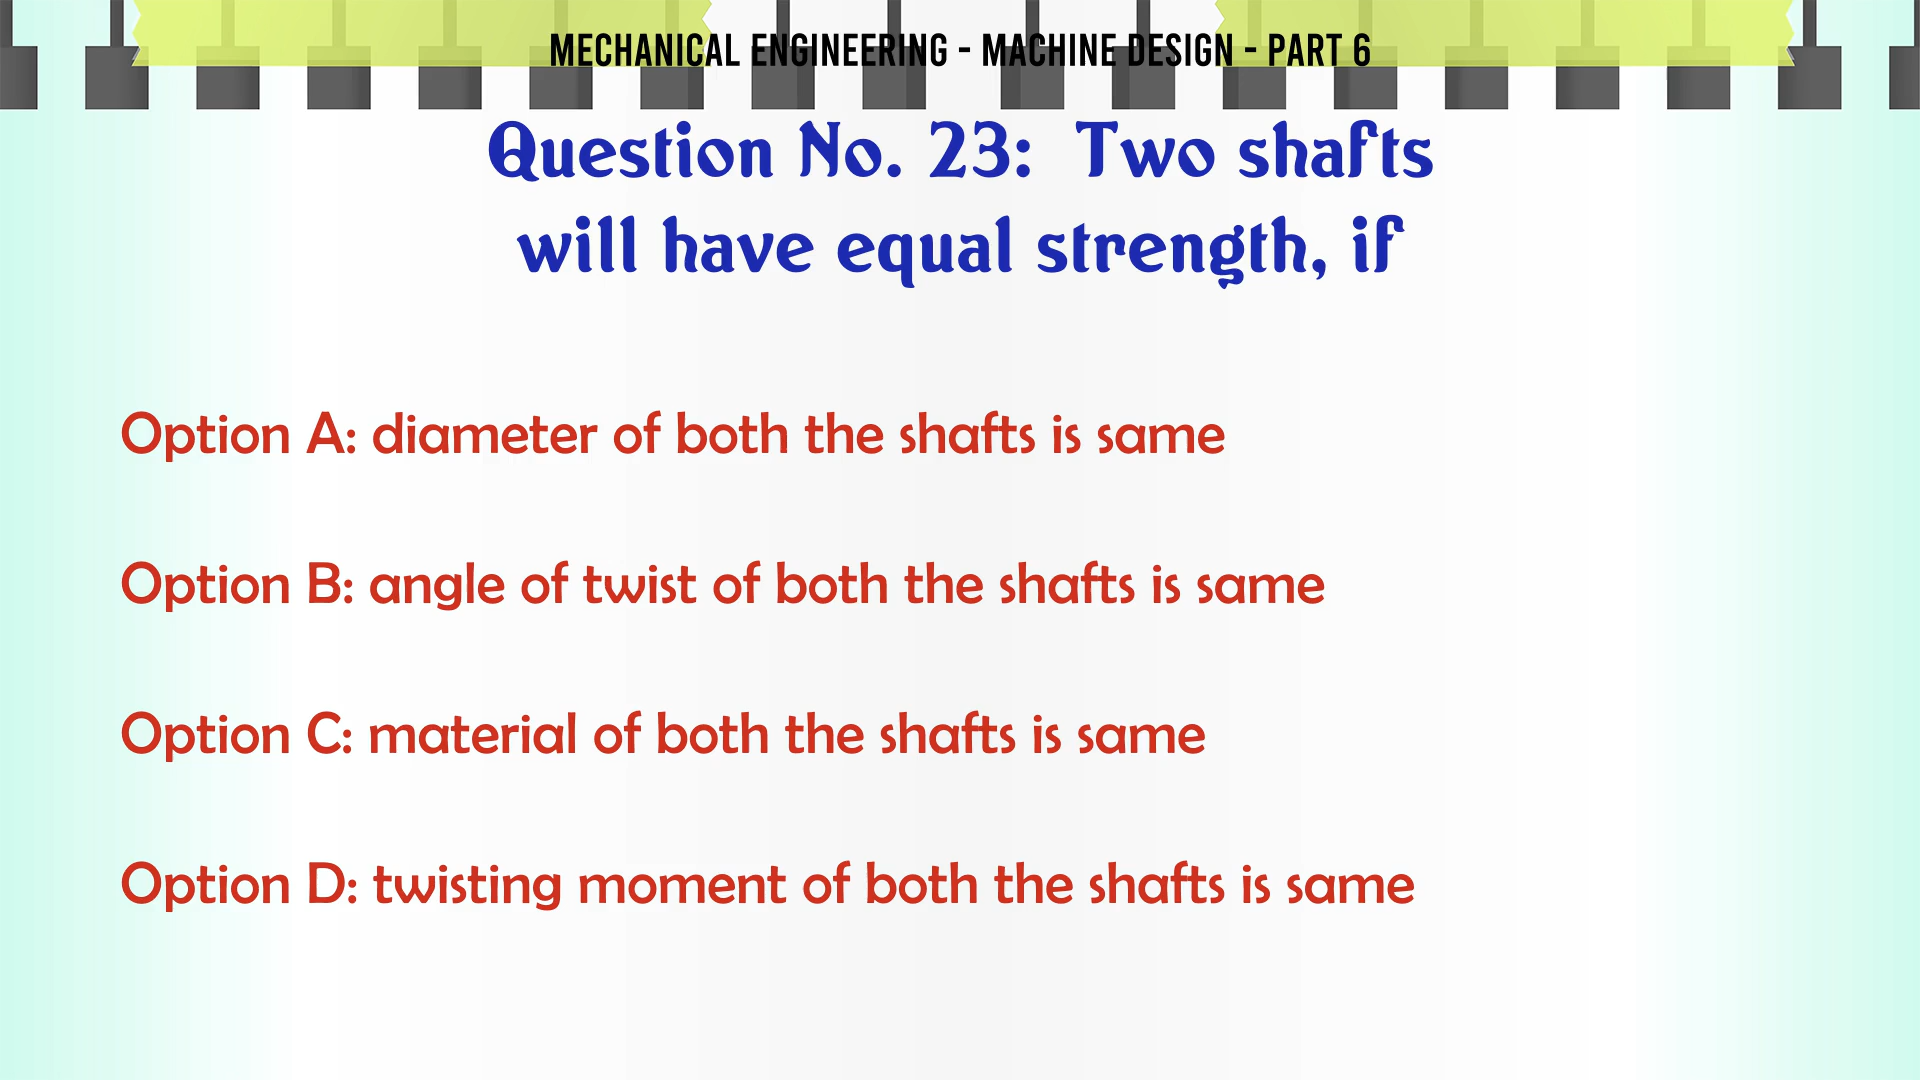 MECHANICAL ENGINEERING - MACHINE DESIGN - PART 6
Question No. 23: Two shafts
will have equal strength, if
Option A: diameter of both the shafts is same
Option B: angle of twist of both the shafts is same
Option C: material of both the shafts is same
Option D: twisting moment of both the shafts is same